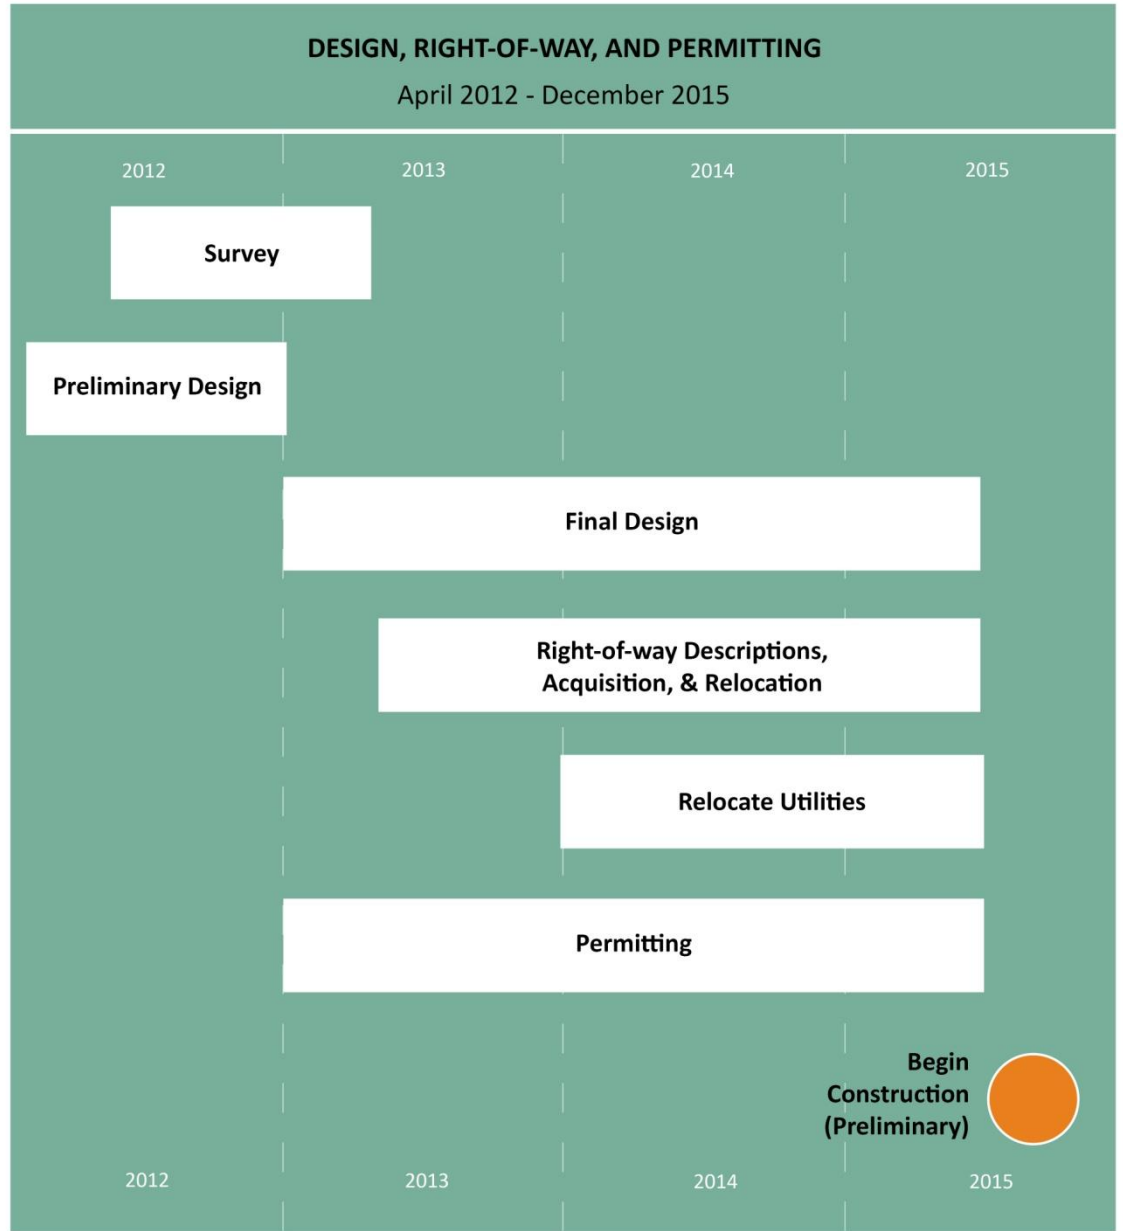 DESIGN, RIGHT-OF-WAY, AND PERMITTING
April 2012 - December 2015
2012 2013 2014 2015
Survey
Preliminary Design
Final Design
Right-of-way Descriptions,
Acquisition, & Relocation
Relocate Utilities
Permitting
Begin
Construction
(Preliminary)
2012 2013 2014 2015